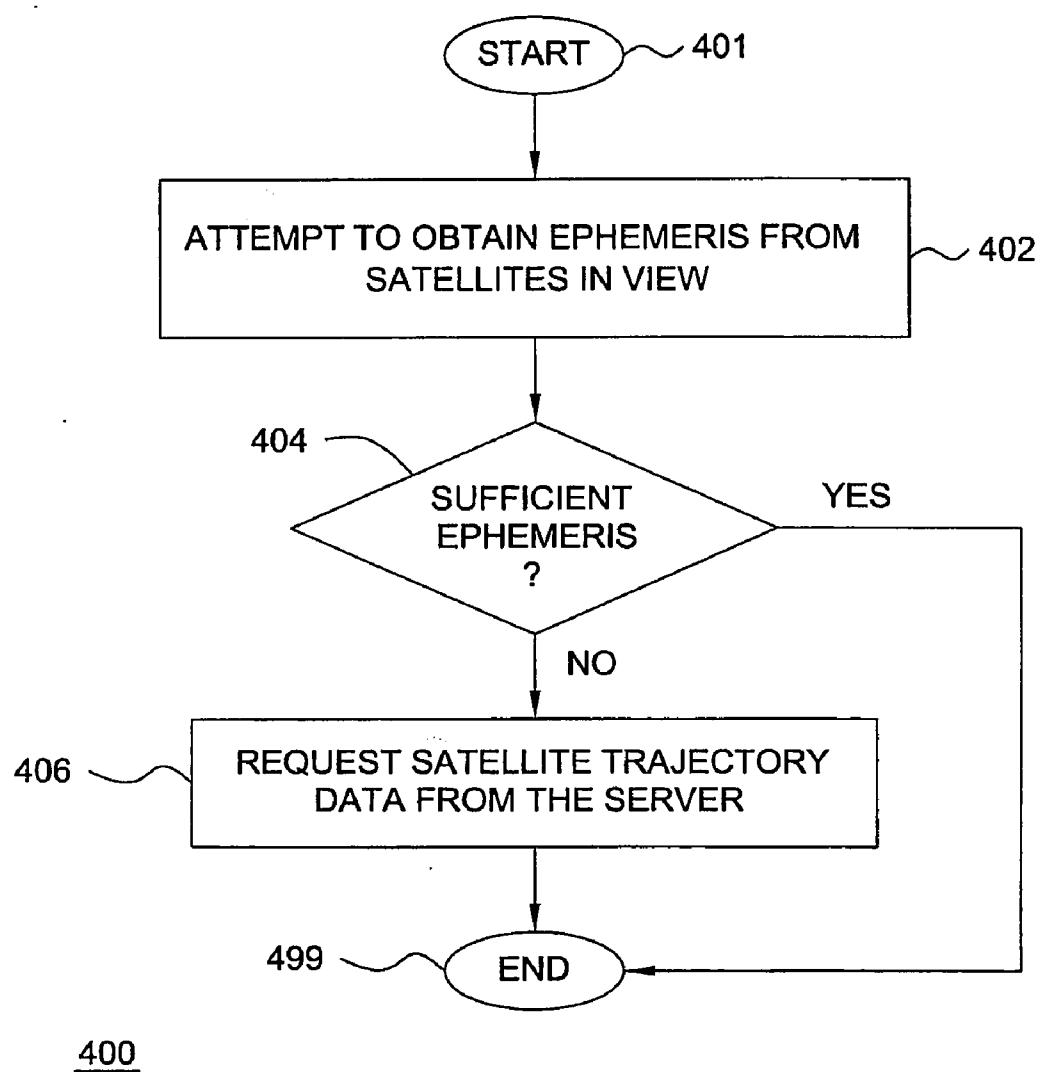 START
401
ATTEMPT TO OBTAIN EPHEMERIS FROM
SATELLITES IN VIEW
402
404
SUFFICIENT
EPHEMERIS
?
YES
NO
406
REQUEST SATELLITE TRAJECTORY
DATA FROM THE SERVER
499
END
400